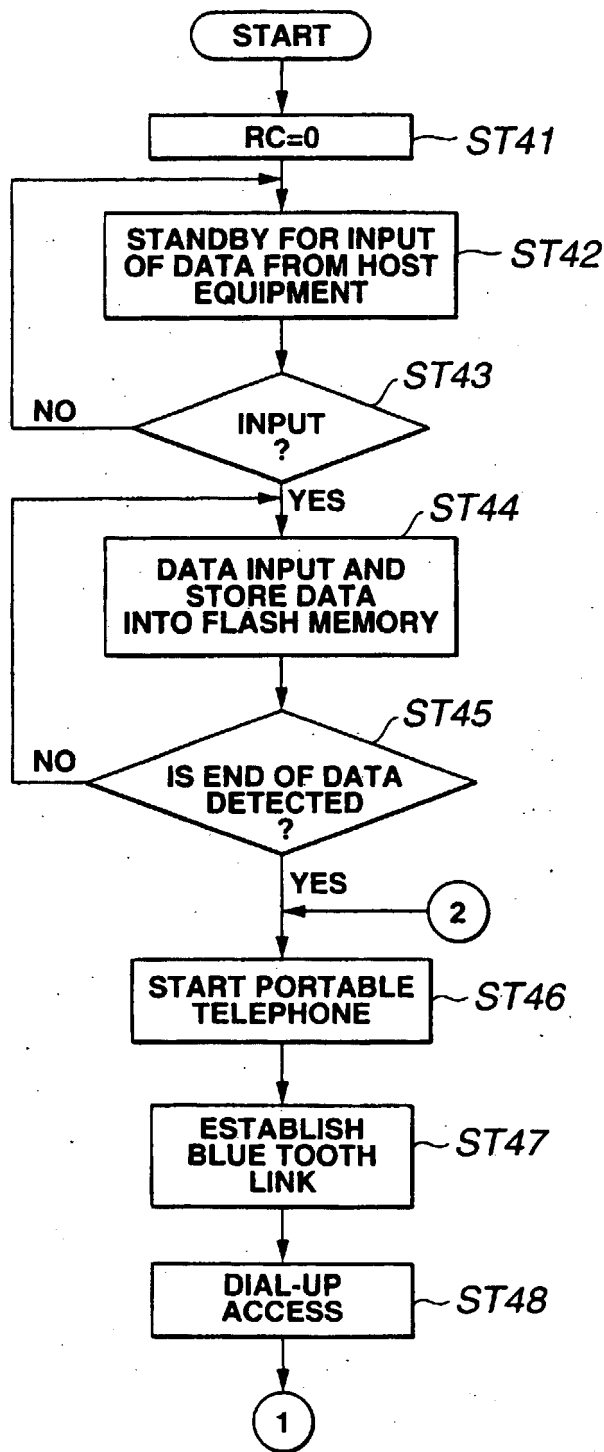 START
RC=0
ST41
STANDBY FOR INPUT
OF DATA FROM HOST
EQUIPMENT
ST42
ST43
NO
INPUT
?
YES
ST44
DATA INPUT AND
STORE DATA
INTO FLASH MEMORY
ST45
NO
IS END OF DATA
DETECTED
?
YES
2
START PORTABLE
TELEPHONE
ST46
ESTABLISH
BLUE TOOTH
LINK
ST47
DIAL-UP
ACCESS
ST48
1